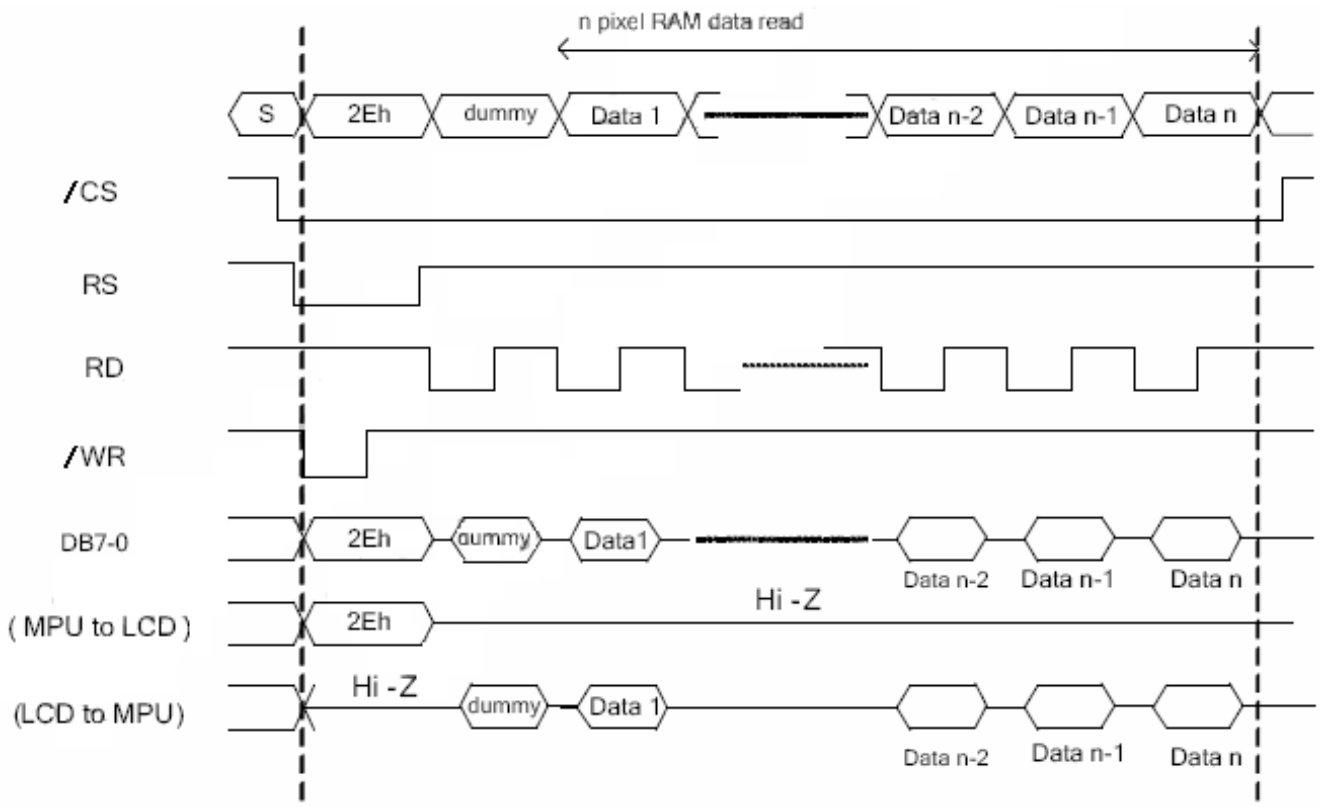 n pixel RAM data read
S 2Eh dummy Data 1 Data n-2 Data n-1 Data n
/CS
RS
RD
/WR
DB7-0 2Eh dummy Data1
Data n-2 Data n-1 Data n
Hi -Z
( MPU to LCD ) 2Eh
Hi -Z
(LCD to MPU) dummy Data 1
Data n-2 Data n-1 Data n